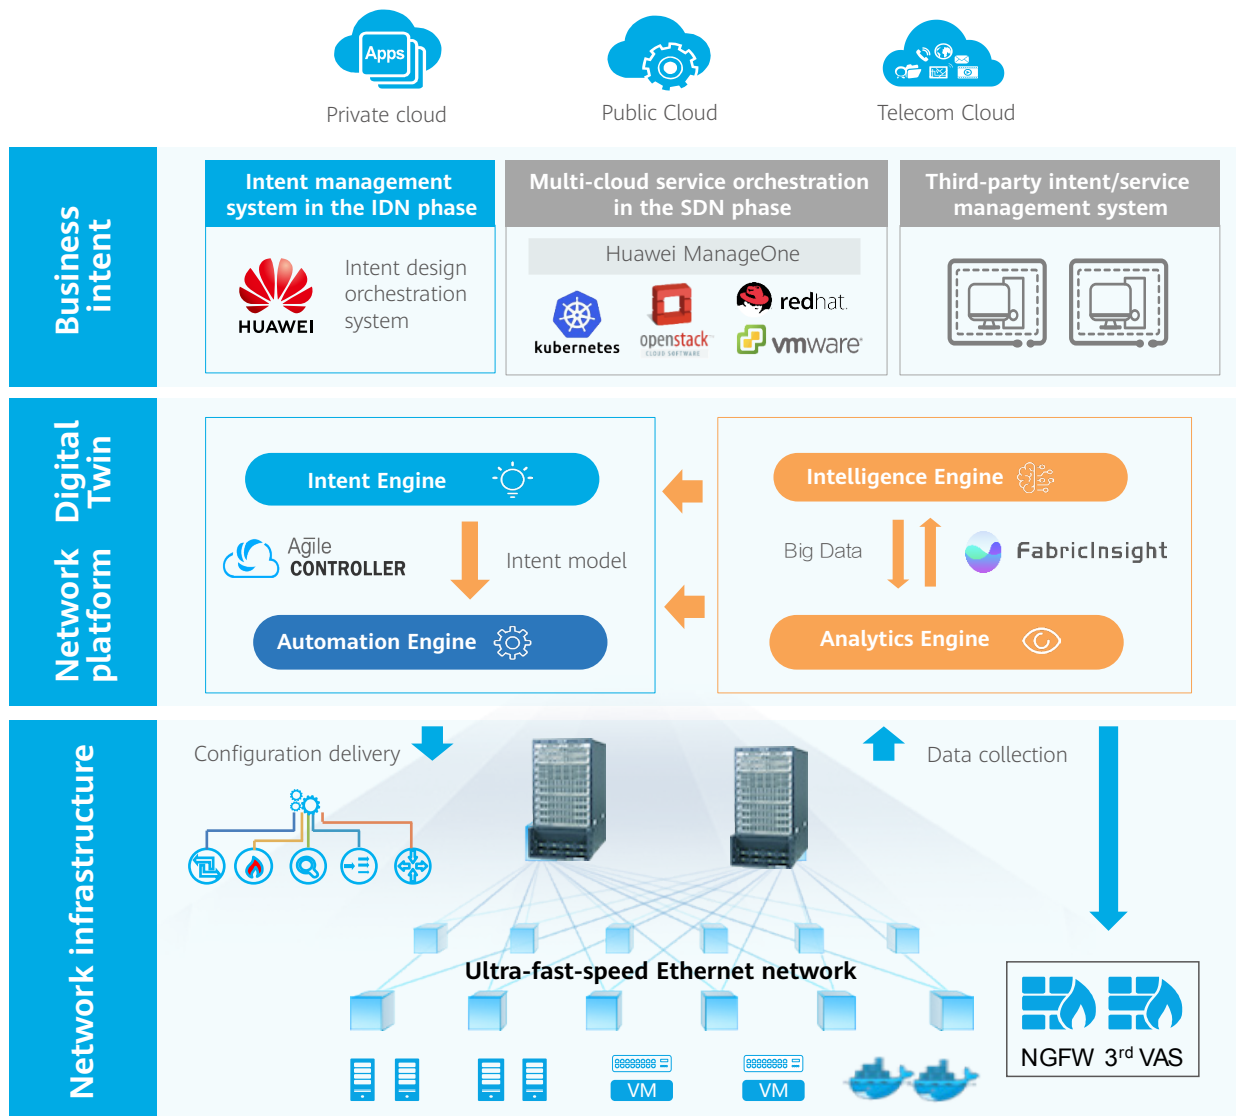 Apps
Private cloud
Public Cloud
Telecom Cloud
Business
intent
Intent management
system in the IDN phase
HUAWEI
Intent design
orchestration
system
Multi-cloud service orchestration
in the SDN phase
Huawei ManageOne
kubernetes
openstack
CLOUD SOFTWARE
redhat.
vmware
Third-party intent/service
management system
Network Digital
platform Twin
Intent Engine
Agile
CONTROLLER
Intent model
Automation Engine
Intelligence Engine
Big Data
FabricInsight
Analytics Engine
Network infrastructure
Configuration delivery
Data collection
Ultra-fast-speed Ethernet network
VM
VM
NGFW 3rd VAS